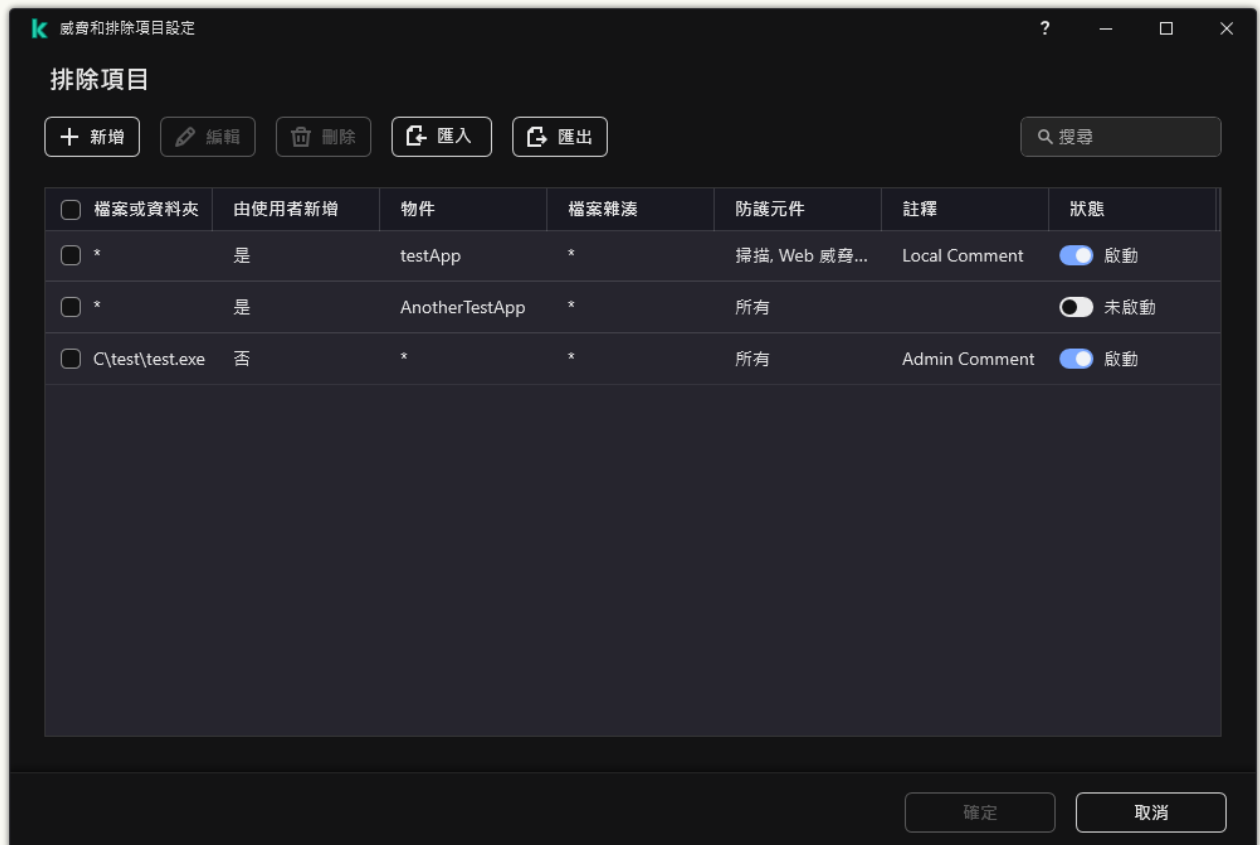 威脅和排除項目設定
排除項目
新增 編輯 刪除 匯入 匯出 搜尋
檔案或資料夾 由使用者新增 物件 檔案雜湊 防護元件 註釋 狀態
* 是 testApp * 掃描, Web 威脅... Local Comment 啟動
* 是 AnotherTestApp * 所有 未啟動
C\test\test.exe 否 * * 所有 Admin Comment 啟動
確定 取消